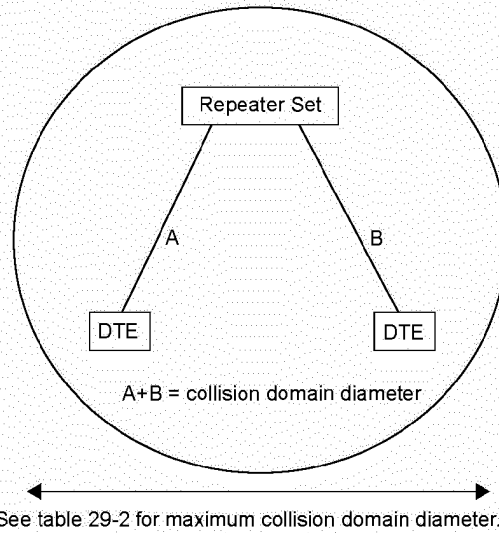 Repeater Set
A
B
DTE
DTE
A+B = collision domain diameter
See table 29-2 for maximum collision domain diameter.